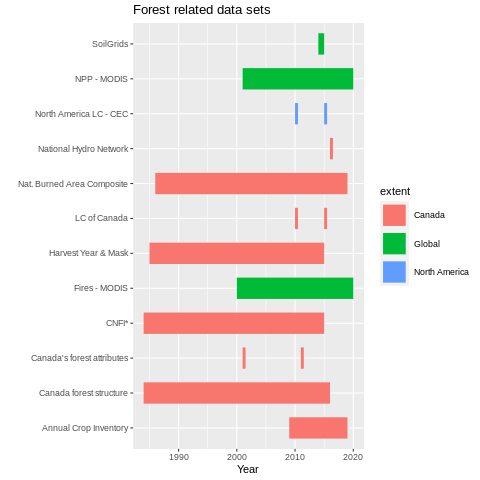 Forest related data sets
SoilGrids
NPP - MODIS
North America LC - CEC
National Hydro Network
Nat. Burned Area Composite
LC of Canada
Harvest Year & Mask
Fires - MODIS
CNFI*
Canada's forest attributes
Canada forest structure
Annual Crop Inventory
1990 2000 2010 2020
Year
extent
Canada
Global
North America